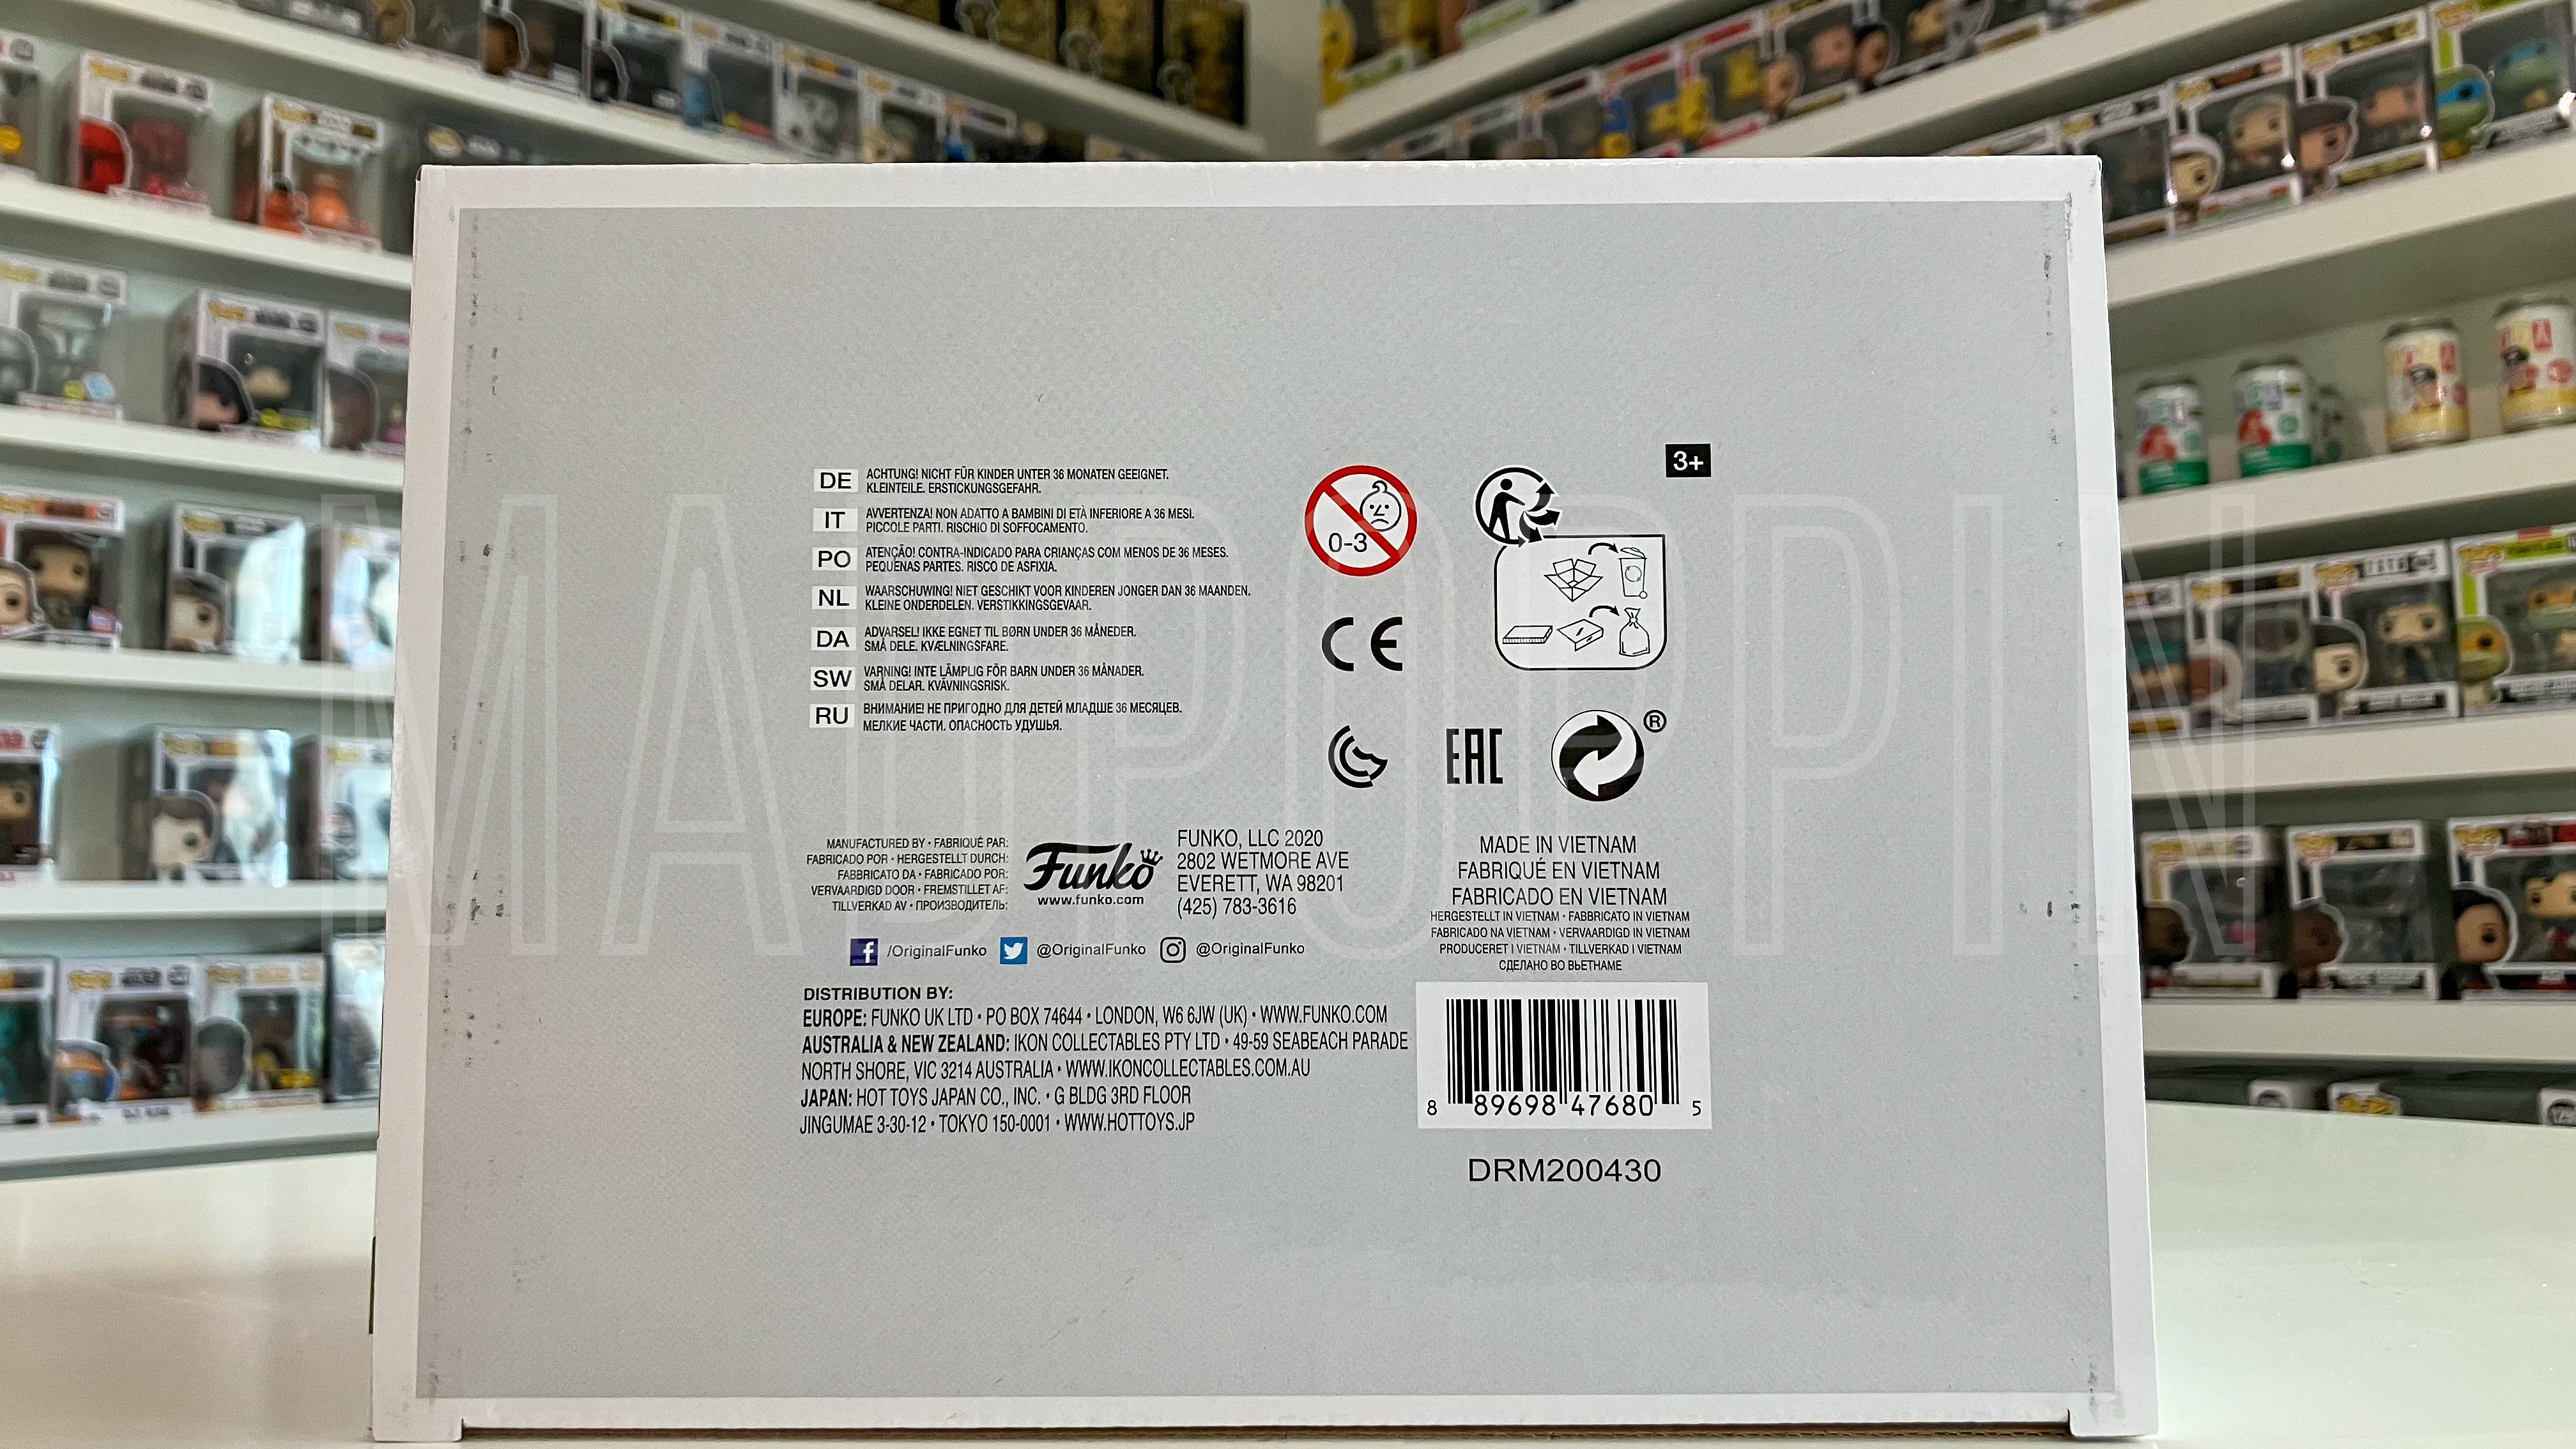 3+
DE ACHTUNG! NICHT FÜR KINDER UNTER 36 MONATEN GEEIGNET.
KLEINTEILE. ERSTICKUNGSGEFAHR.
IT AVVERTENZA! NON ADATTO A BAMBINI DI ETÀ INFERIORE A 36 MESI.
PICCOLE PARTI. RISCHIO DI SOFFOCAMENTO.
PO ATENÇÃO! CONTRA-INDICADO PARA CRIANÇAS COM MENOS DE 36 MESES.
PEQUENAS PARTES. RISCO DE ASFIXIA.
NL WAARSCHUWING! NIET GESCHIKT VOOR KINDEREN JONGER DAN 36 MAANDEN.
KLEINE ONDERDELEN. VERSTIKKINGSGEVAAR.
DA ADVARSEL! IKKE EGNET TIL BØRN UNDER 36 MÅNEDER.
SMÅ DELE. KVÆLNINGSFARE.
SW VARNING! INTE LÄMPLIG FÖR BARN UNDER 36 MÅNADER.
SMÅ DELAR. KVÄVNINGSRISK.
RU ВНИМАНИЕ! НЕ ПРИГОДНО ДЛЯ ДЕТЕЙ МЛАДШЕ 36 МЕСЯЦЕВ.
МЕЛКИЕ ЧАСТИ. ОПАСНОСТЬ УДУШЬЯ.
0-3
CE
EAC
®
MANUFACTURED BY • FABRIQUÉ PAR:
FABRICADO POR • HERGESTELLT DURCH:
FABBRICATO DA • FABRICADO POR:
VERVAARDIGD DOOR • FREMSTILLET AF:
TILLVERKAD AV • ПРОИЗВОДИТЕЛЬ:
Funko
www.funko.com
FUNKO, LLC 2020
2802 WETMORE AVE
EVERETT, WA 98201
(425) 783-3616
/OriginalFunko @OriginalFunko @OriginalFunko
MADE IN VIETNAM
FABRIQUÉ EN VIETNAM
FABRICADO EN VIETNAM
HERGESTELLT IN VIETNAM • FABBRICATO IN VIETNAM
FABRICADO NA VIETNAM • VERVAARDIGD IN VIETNAM
PRODUCERET I VIETNAM • TILLVERKAD I VIETNAM
СДЕЛАНО ВО ВЬЕТНАМЕ
DISTRIBUTION BY:
EUROPE: FUNKO UK LTD • PO BOX 74644 • LONDON, W6 6JW (UK) • WWW.FUNKO.COM
AUSTRALIA & NEW ZEALAND: IKON COLLECTABLES PTY LTD • 49-59 SEABEACH PARADE
NORTH SHORE, VIC 3214 AUSTRALIA • WWW.IKONCOLLECTABLES.COM.AU
JAPAN: HOT TOYS JAPAN CO., INC. • G BLDG 3RD FLOOR
JINGUMAE 3-30-12 • TOKYO 150-0001 • WWW.HOTTOYS.JP
8 89698 47680 5
DRM200430
MADPOPPIN